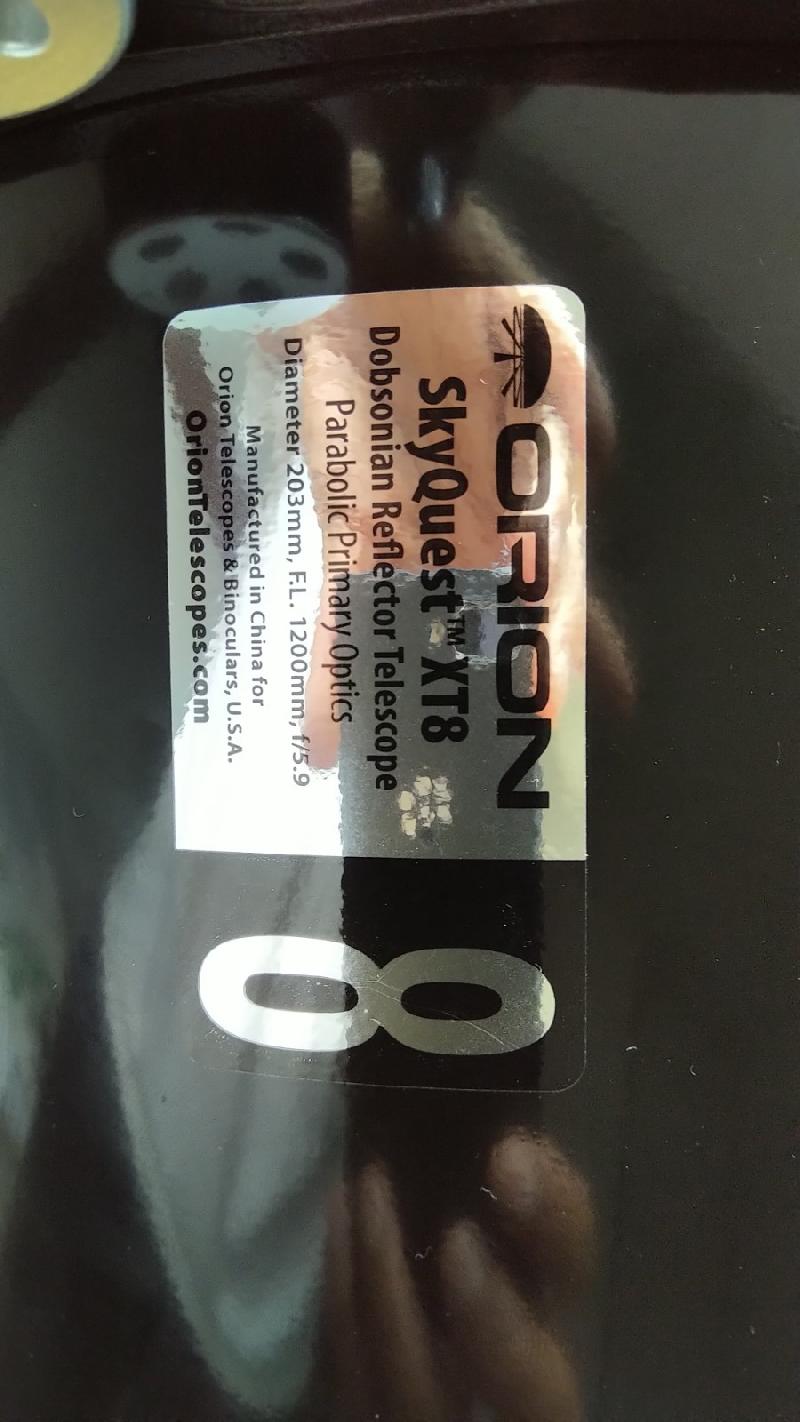 ORION
SkyQuest™ XT8
Dobsonian Reflector Telescope
Parabolic Primary Optics
Diameter 203mm, F.L. 1200mm, f/5.9
Manufactured in China for
Orion Telescopes & Binoculars, U.S.A.
OrionTelescopes.com
8